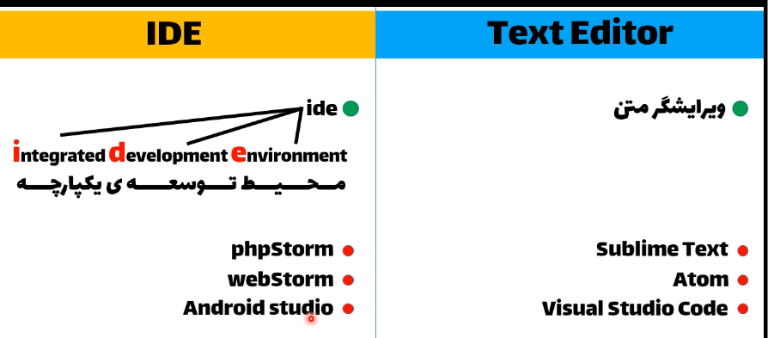 IDE
Text Editor
ide
integrated development environment
محیط توسعه ی یکپارچه
phpStorm
webStorm
Android studio
ویرایشگر متن
Sublime Text
Atom
Visual Studio Code